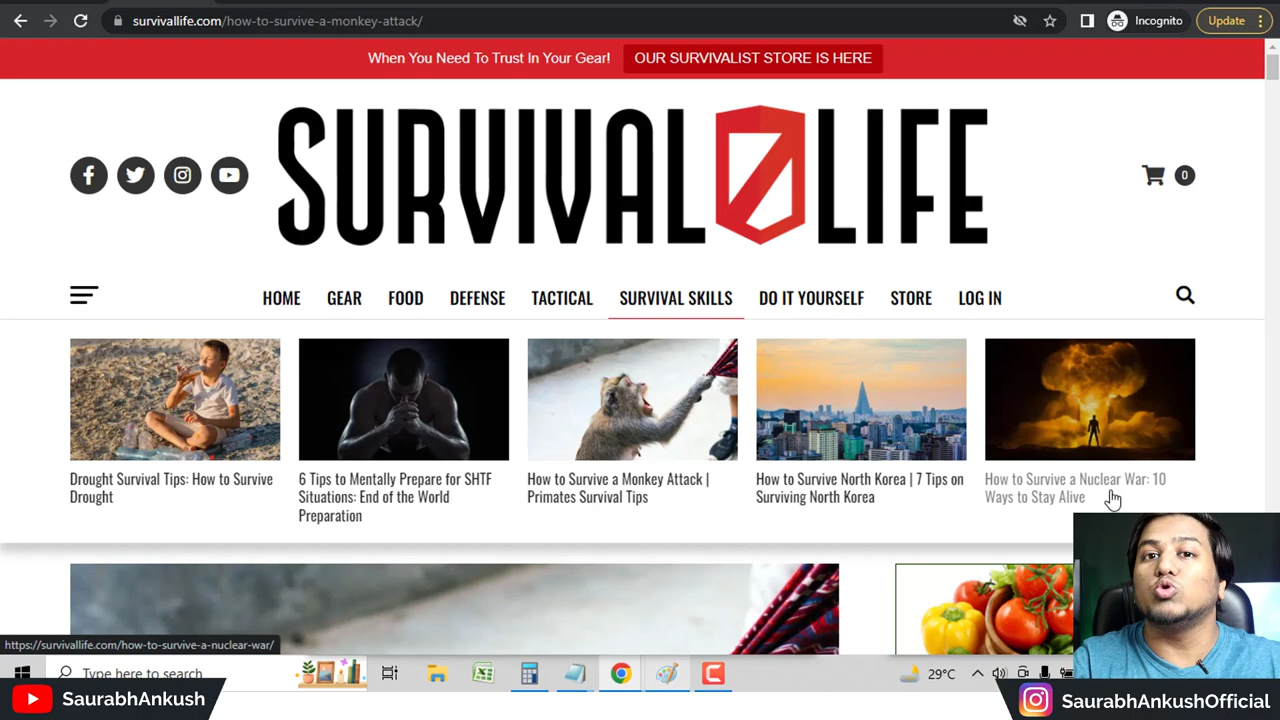 survivallife.com/how-to-survive-a-monkey-attack/
Incognito
Update
When You Need To Trust In Your Gear!
OUR SURVIVALIST STORE IS HERE
SURVIVAL LIFE
0
HOME
GEAR
FOOD
DEFENSE
TACTICAL
SURVIVAL SKILLS
DO IT YOURSELF
STORE
LOG IN
Drought Survival Tips: How to Survive
Drought
6 Tips to Mentally Prepare for SHTF
Situations: End of the World
Preparation
How to Survive a Monkey Attack |
Primates Survival Tips
How to Survive North Korea | 7 Tips on
Surviving North Korea
How to Survive a Nuclear War: 10
Ways to Stay Alive
https://survivallife.com/how-to-survive-a-nuclear-war/
Type here to search
29°C
SaurabhAnkush
SaurabhAnkushOfficial